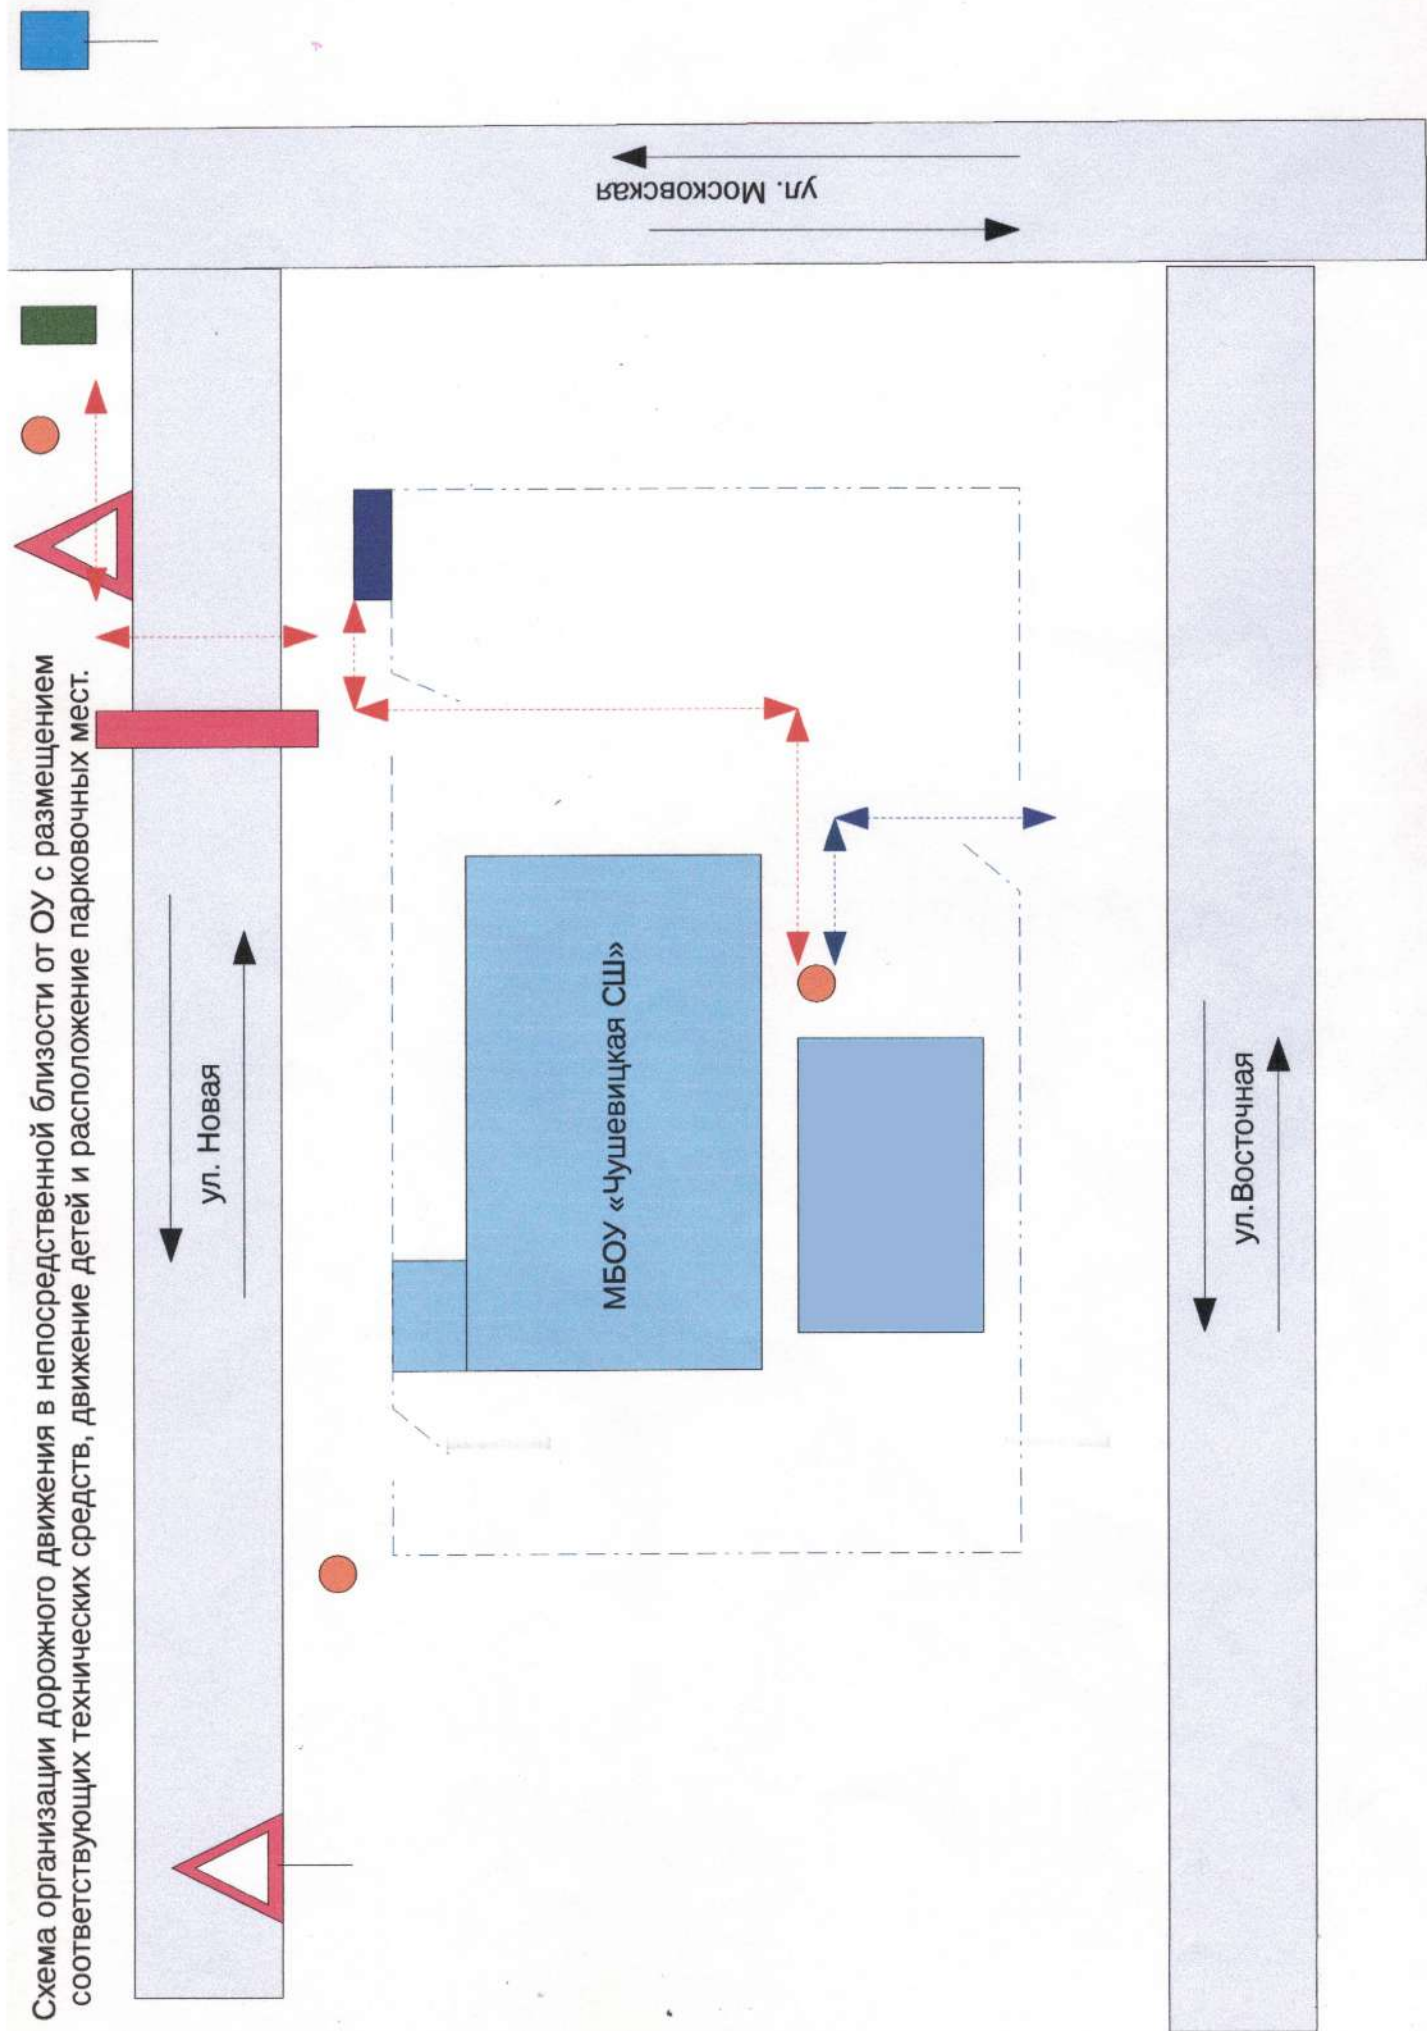 Схема организации дорожного движения в непосредственной близости от ОУ с размещением
соответствующих технических средств, движение детей и расположение парковочных мест.
ул. Новая
МБОУ «Чушевицкая СШ»
ул.Восточная
ул. Московская